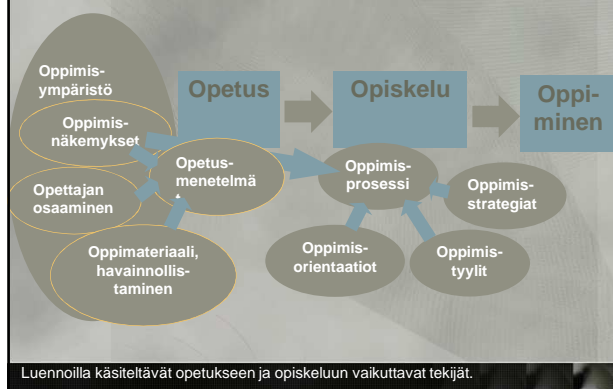 Oppimis-
ympäristö
Opetus
Opiskelu
Oppi-
minen
Oppimis-
näkemykset
Opetus-
menetelmä
t
Oppimis-
prosessi
Oppimis-
strategiat
Opettajan
osaaminen
Oppimateriaali,
havainnollis-
taminen
Oppimis-
orientaatiot
Oppimis-
tyylit
Luennoilla käsiteltävät opetukseen ja opiskeluun vaikuttavat tekijät.